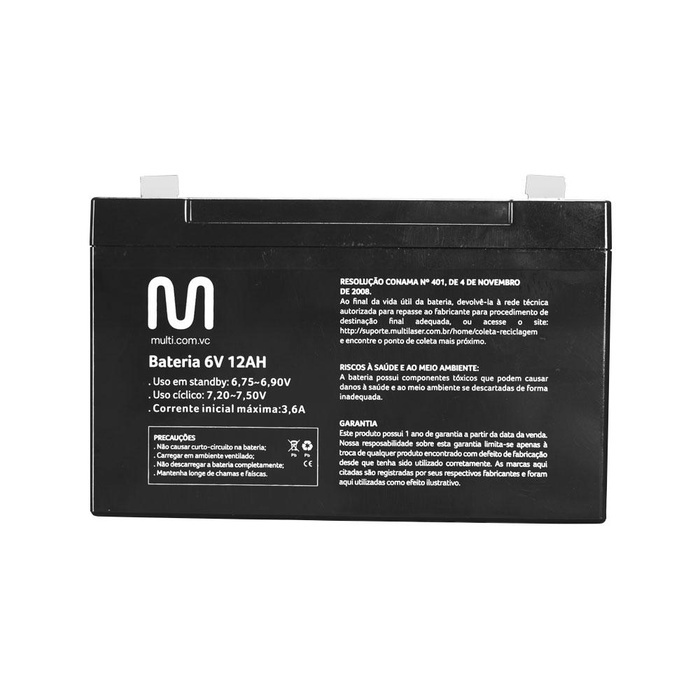 M
multi.com.vc
Bateria 6V 12AH
. Uso em standby: 6,75~6,90V
. Uso cíclico: 7,20~7,50V
. Corrente inicial máxima:3,6A
PRECAUÇÕES
. Não causar curto-circuito na bateria;
. Carregar em ambiente ventilado;
. Não descarregar a bateria completamente;
. Mantenha longe de chamas e faíscas.
Pb Pb
CE
RESOLUÇÃO CONAMA Nº 401, DE 4 DE NOVEMBRO
DE 2008.
Ao final da vida útil da bateria, devolvê-la à rede técnica
autorizada para repasse ao fabricante para procedimento de
destinação final adequada, ou acesse o site:
http://suporte.multilaser.com.br/home/coleta-reciclagem
e encontre o ponto de coleta mais próximo.
RISCOS À SAÚDE E AO MEIO AMBIENTE:
A bateria possui componentes tóxicos que podem causar
danos à saúde e ao meio ambiente se descartadas de forma
inadequada.
GARANTIA
Este produto possui 1 ano de garantia a partir da data da venda.
Nossa responsabilidade sobre esta garantia limita-se apenas à
troca de qualquer produto encontrado com defeito de fabricação
desde que tenha sido utilizado corretamente. As marcas aqui
citadas são registradas por seus respectivos fabricantes e foram
aqui utilizadas como efeito ilustrativo.